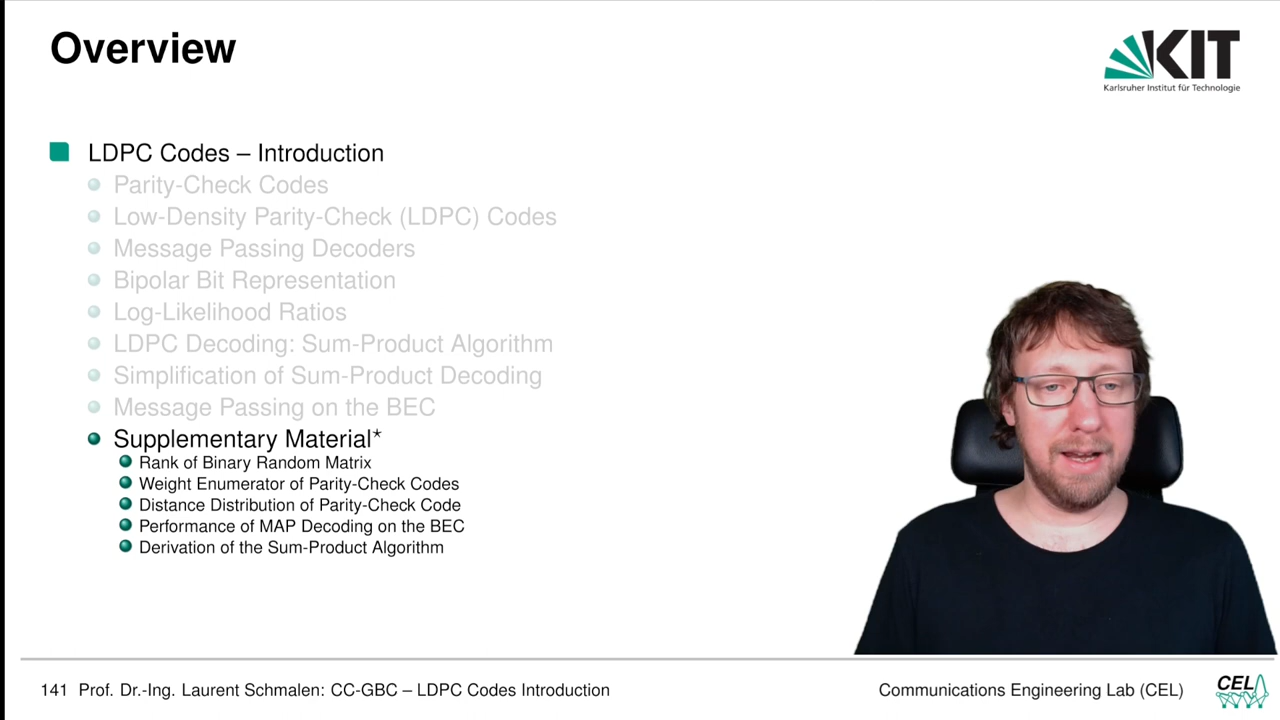 Overview
KIT
Karlsruher Institut für Technologie
LDPC Codes – Introduction
Parity-Check Codes
Low-Density Parity-Check (LDPC) Codes
Message Passing Decoders
Bipolar Bit Representation
Log-Likelihood Ratios
LDPC Decoding: Sum-Product Algorithm
Simplification of Sum-Product Decoding
Message Passing on the BEC
Supplementary Material*
Rank of Binary Random Matrix
Weight Enumerator of Parity-Check Codes
Distance Distribution of Parity-Check Code
Performance of MAP Decoding on the BEC
Derivation of the Sum-Product Algorithm
141 Prof. Dr.-Ing. Laurent Schmalen: CC-GBC – LDPC Codes Introduction
Communications Engineering Lab (CEL)
CEL